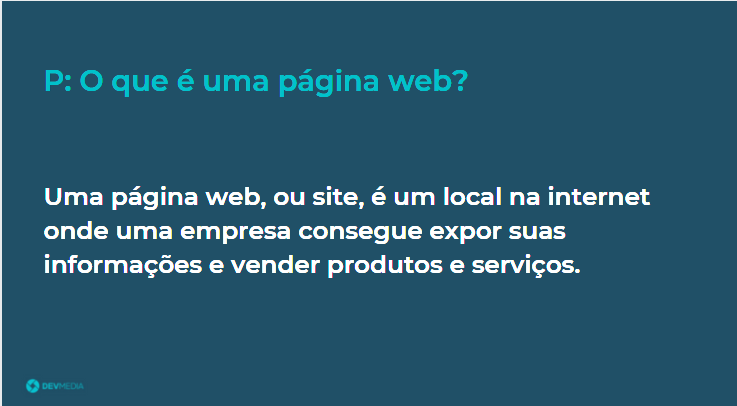 P: O que é uma página web?
Uma página web, ou site, é um local na internet
onde uma empresa consegue expor suas
informações e vender produtos e serviços.
DEVMEDIA